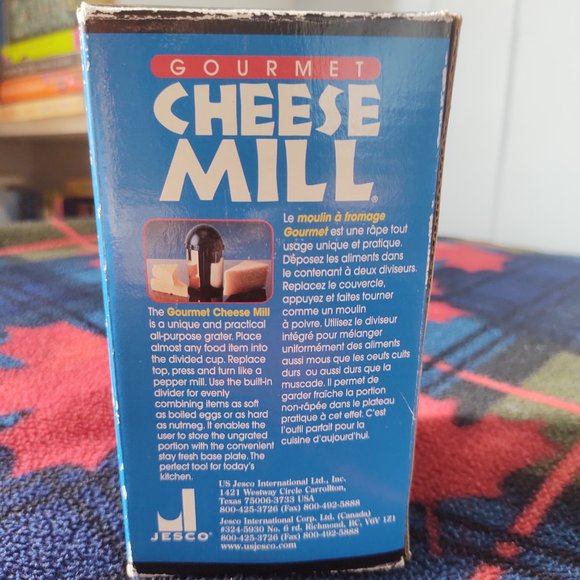 GOURMET
CHEESE
MILL®
The Gourmet Cheese Mill
is a unique and practical
all-purpose grater. Place
almost any food item into
the divided cup. Replace
top, press and turn like a
pepper mill. Use the built-in
divider for evenly
combining items as soft
as boiled eggs or as hard
as nutmeg. It enables the
user to store the ungrated
portion with the convenient
stay fresh base plate. The
perfect tool for today's
kitchen.
Le moulin à fromage
Gourmet est une râpe tout
usage unique et pratique.
D'éposez les aliments dans
le contenant à deux diviseurs.
Replacez le couvercle,
appuyez et faites tourner
comme un moulin
à poivre. Utilisez le diviseur
intégré pour mélanger
uniformément des aliments
aussi mous que les oeufs cuits
durs ou aussi durs que la
muscade. Il permet de
garder fraîche la portion
non-râpée dans le plateau
pratique à cet éffet. C'est
l'outil parfait pour la
cuisine d'aujourd'hui.
JESCO®
US Jesco International Ltd., Inc.
1421 Westway Circle Carrollton,
Texas 75006-3733 USA
800-425-3726 (Fax) 800-492-5888
Jesco International Corp. Ltd. (Canada)
8324-5930 No. 6 rd. Richmond, BC, V6V 1Z1
800-425-3726 (Fax) 800-492-5888
www.usjesco.com